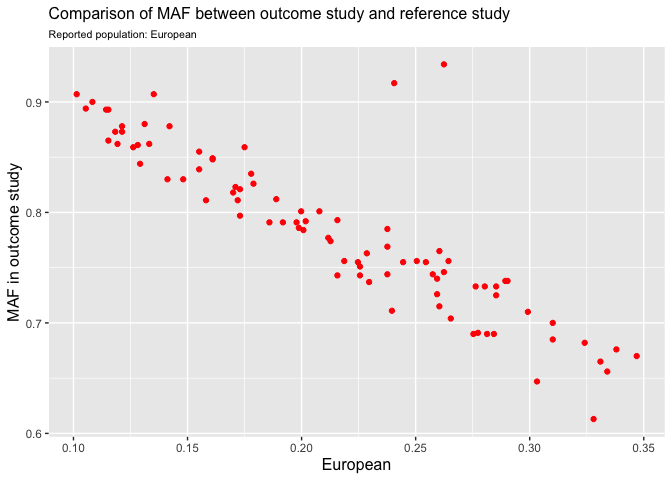 Comparison of MAF between outcome study and reference study
Reported population: European
MAF in outcome study
0.9
0.8
0.7
0.6
0.10 0.15 0.20 0.25 0.30 0.35
European